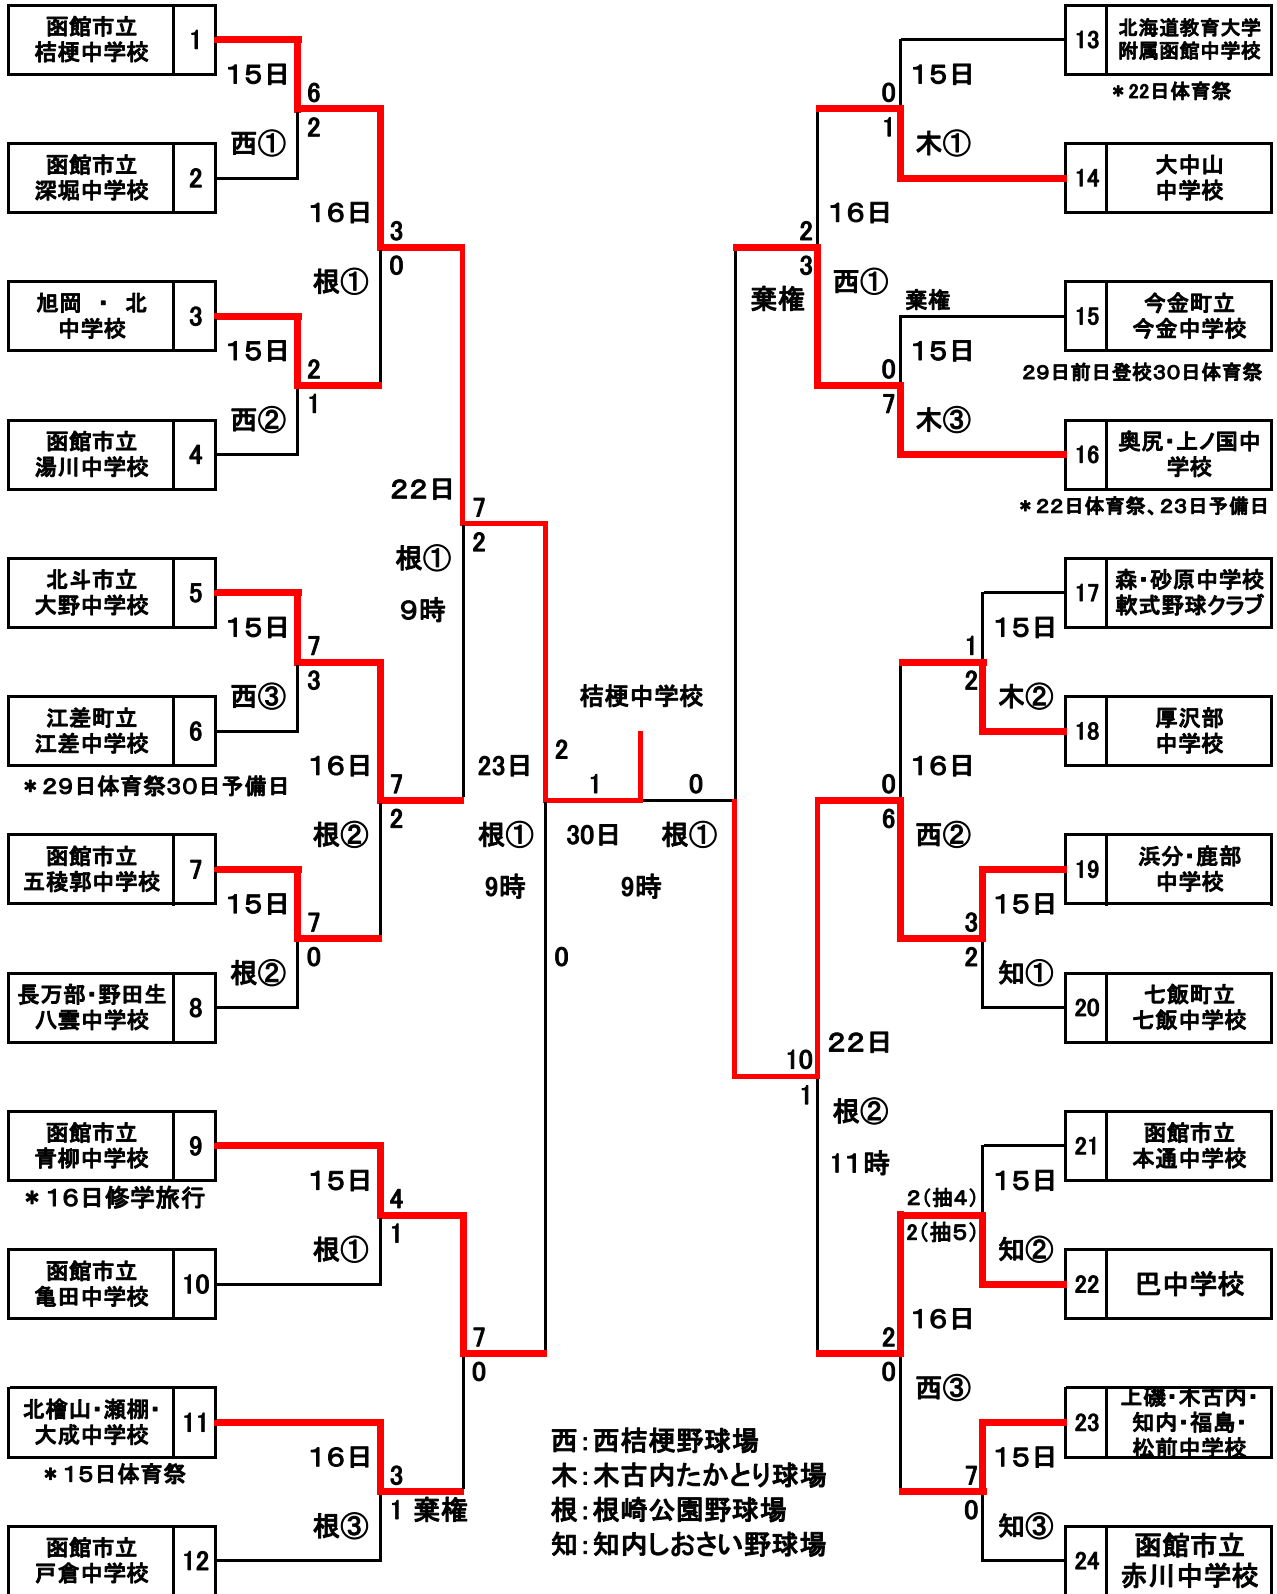 函館市立
桔梗中学校
1
15日
6
2
西①
函館市立
深堀中学校
2
16日
3
0
根①
旭岡 ・ 北
中学校
3
15日
2
1
西②
函館市立
湯川中学校
4
22日
7
2
根①
9時
北斗市立
大野中学校
5
15日
7
3
西③
江差町立
江差中学校
6
＊29日体育祭30日予備日
16日
7
2
根②
函館市立
五稜郭中学校
7
15日
7
0
根②
長万部・野田生
八雲中学校
8
23日
2
根①
9時
0
函館市立
青柳中学校
9
＊16日修学旅行
15日
4
1
根①
函館市立
亀田中学校
10
7
0
北檜山・瀬棚・
大成中学校
11
＊15日体育祭
16日
3
1 棄権
根③
函館市立
戸倉中学校
12
桔梗中学校
1
0
30日
根①
9時
13
北海道教育大学
附属函館中学校
＊22日体育祭
15日
0
1
木①
14
大中山
中学校
16日
2
3
西①
棄権
棄権
15
今金町立
今金中学校
29日前日登校30日体育祭
15日
0
7
木③
16
奥尻・上ノ国中
学校
＊22日体育祭、23日予備日
17
森・砂原中学校
軟式野球クラブ
15日
1
2
木②
18
厚沢部
中学校
16日
0
6
西②
19
浜分・鹿部
中学校
15日
3
2
知①
20
七飯町立
七飯中学校
22日
10
1
根②
11時
21
函館市立
本通中学校
15日
2(抽4)
2(抽5)
知②
22
巴中学校
16日
2
0
西③
23
上磯・木古内・
知内・福島・
松前中学校
15日
7
0
知③
24
函館市立
赤川中学校
西：西桔梗野球場
木：木古内たかとり球場
根：根崎公園野球場
知：知内しおさい野球場